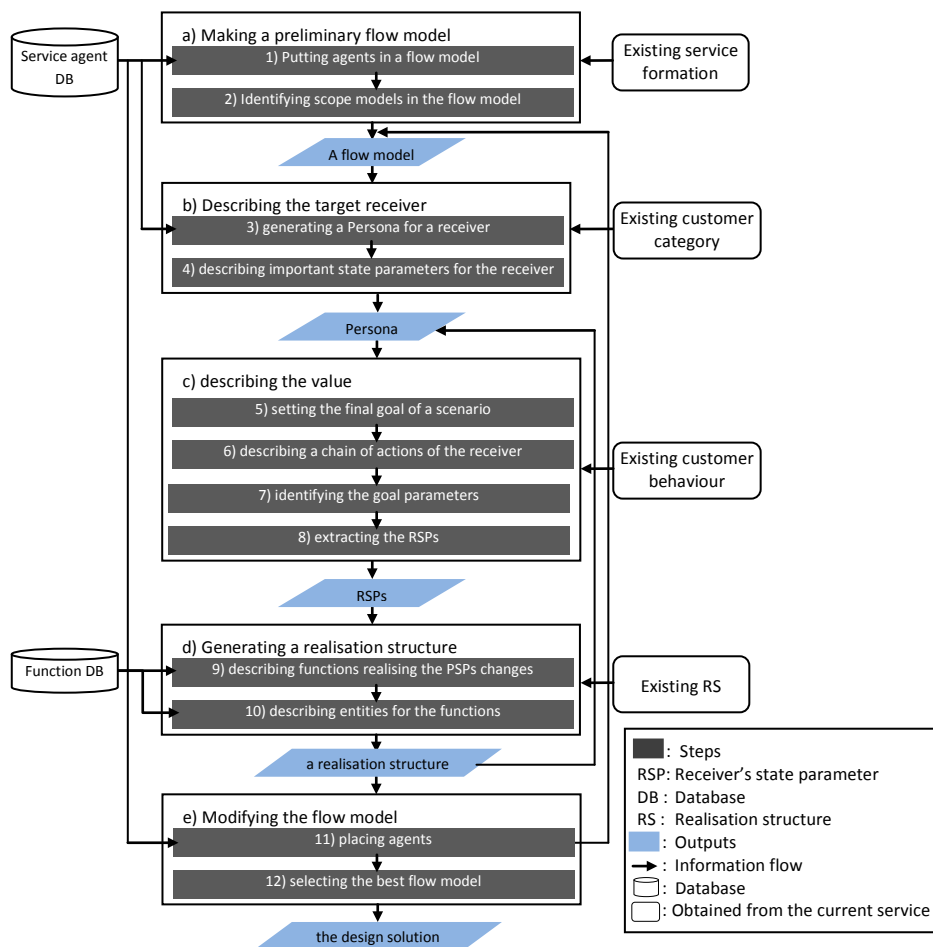 a) Making a preliminary flow model
Service agent
DB
1) Putting agents in a flow model
2) Identifying scope models in the flow model
Existing service
formation
A flow model
b) Describing the target receiver
3) generating a Persona for a receiver
4) describing important state parameters for the receiver
Existing customer
category
Persona
c) describing the value
5) setting the final goal of a scenario
6) describing a chain of actions of the receiver
7) identifying the goal parameters
8) extracting the RSPs
Existing customer
behaviour
RSPs
d) Generating a realisation structure
Function DB
9) describing functions realising the PSPs changes
10) describing entities for the functions
Existing RS
a realisation structure
e) Modifying the flow model
11) placing agents
12) selecting the best flow model
the design solution
: Steps
RSP: Receiver's state parameter
DB : Database
RS : Realisation structure
: Outputs
: Information flow
: Database
: Obtained from the current service